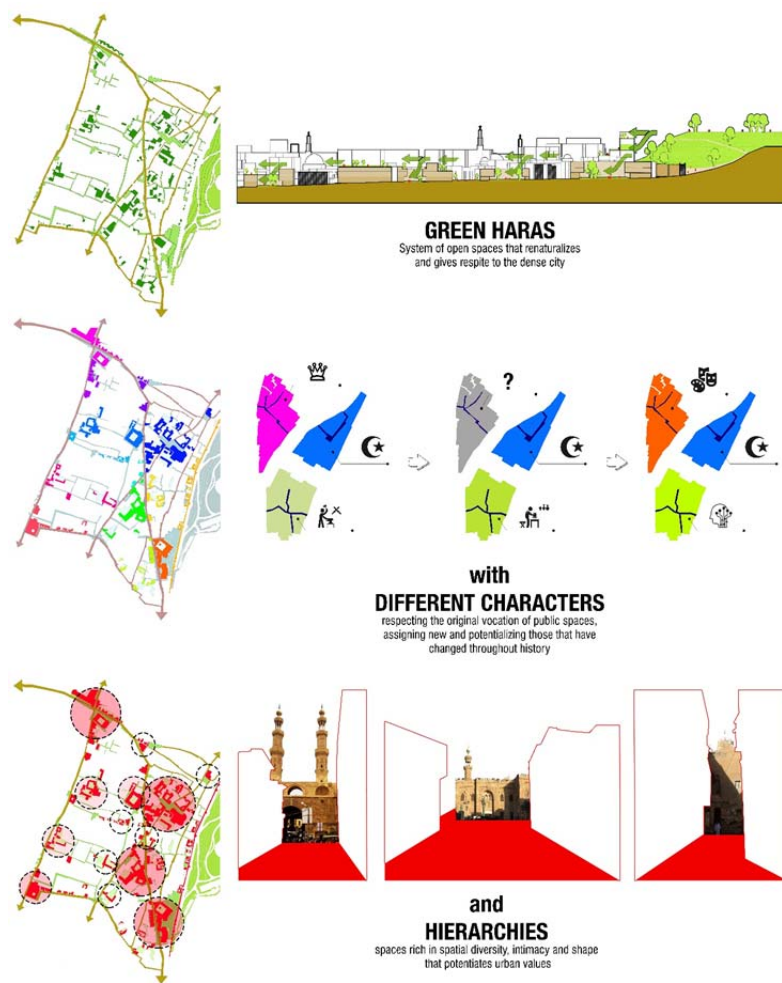 GREEN HARAS
System of open spaces that renaturalizes
and gives respite to the dense city
?
with
DIFFERENT CHARACTERS
respecting the original vocation of public spaces,
assigning new and potentializing those that have
changed throughout history
and
HIERARCHIES
spaces rich in spatial diversity, intimacy and shape
that potentiates urban values